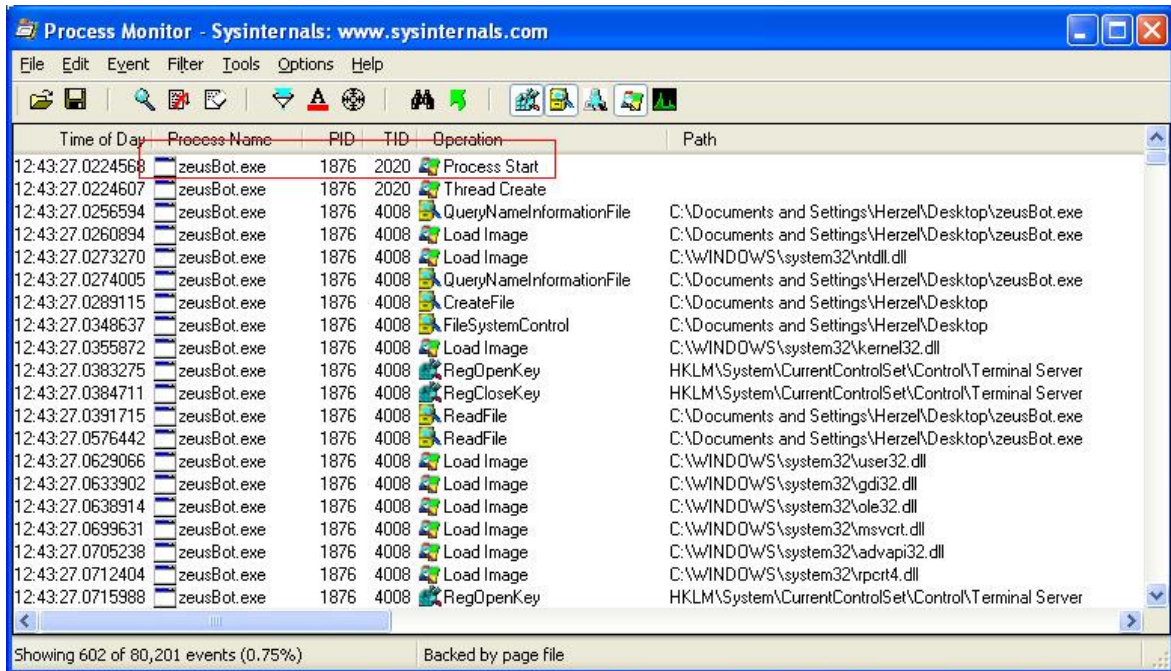 Process Monitor - Sysinternals: www.sysinternals.com
File Edit Event Filter Tools Options Help
Time of Day Process Name PID TID Operation Path
12:43:27.0224568 zeusBot.exe 1876 2020 Process Start
12:43:27.0224607 zeusBot.exe 1876 2020 Thread Create
12:43:27.0256594 zeusBot.exe 1876 4008 QueryNameInformationFile C:\Documents and Settings\Herzel\Desktop\zeusBot.exe
12:43:27.0260894 zeusBot.exe 1876 4008 Load Image C:\Documents and Settings\Herzel\Desktop\zeusBot.exe
12:43:27.0273270 zeusBot.exe 1876 4008 Load Image C:\WINDOWS\system32\ntdll.dll
12:43:27.0274005 zeusBot.exe 1876 4008 QueryNameInformationFile C:\Documents and Settings\Herzel\Desktop\zeusBot.exe
12:43:27.0289115 zeusBot.exe 1876 4008 CreateFile C:\Documents and Settings\Herzel\Desktop
12:43:27.0348637 zeusBot.exe 1876 4008 FileSystemControl C:\Documents and Settings\Herzel\Desktop
12:43:27.0355872 zeusBot.exe 1876 4008 Load Image C:\WINDOWS\system32\kernel32.dll
12:43:27.0383275 zeusBot.exe 1876 4008 RegOpenKey HKLM\System\CurrentControlSet\Control\Terminal Server
12:43:27.0384711 zeusBot.exe 1876 4008 RegCloseKey HKLM\System\CurrentControlSet\Control\Terminal Server
12:43:27.0391715 zeusBot.exe 1876 4008 ReadFile C:\Documents and Settings\Herzel\Desktop\zeusBot.exe
12:43:27.0576442 zeusBot.exe 1876 4008 ReadFile C:\Documents and Settings\Herzel\Desktop\zeusBot.exe
12:43:27.0629066 zeusBot.exe 1876 4008 Load Image C:\WINDOWS\system32\user32.dll
12:43:27.0633902 zeusBot.exe 1876 4008 Load Image C:\WINDOWS\system32\gdi32.dll
12:43:27.0638914 zeusBot.exe 1876 4008 Load Image C:\WINDOWS\system32\ole32.dll
12:43:27.0699631 zeusBot.exe 1876 4008 Load Image C:\WINDOWS\system32\msvcrt.dll
12:43:27.0705238 zeusBot.exe 1876 4008 Load Image C:\WINDOWS\system32\advapi32.dll
12:43:27.0712404 zeusBot.exe 1876 4008 Load Image C:\WINDOWS\system32\rpcrt4.dll
12:43:27.0715988 zeusBot.exe 1876 4008 RegOpenKey HKLM\System\CurrentControlSet\Control\Terminal Server
Showing 602 of 80,201 events (0.75%) Backed by page file